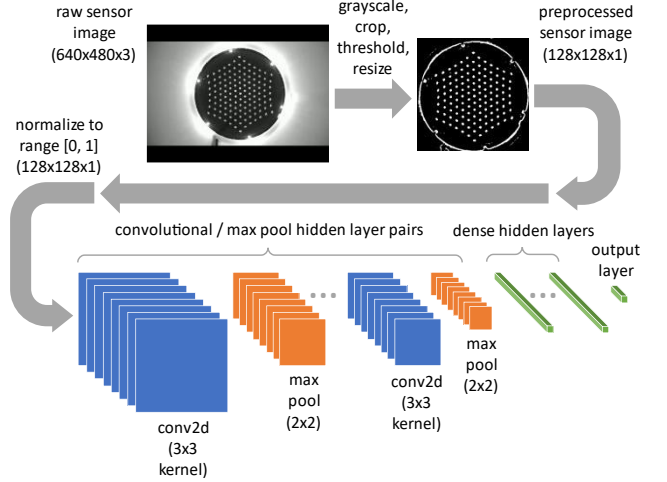 raw sensor
image
(640x480x3)
grayscale,
crop,
threshold,
resize
preprocessed
sensor image
(128x128x1)
normalize to
range [0, 1]
(128x128x1)
convolutional / max pool hidden layer pairs
dense hidden layers
output
layer
conv2d
(3x3
kernel)
max
pool
(2x2)
conv2d
(3x3
kernel)
max
pool
(2x2)